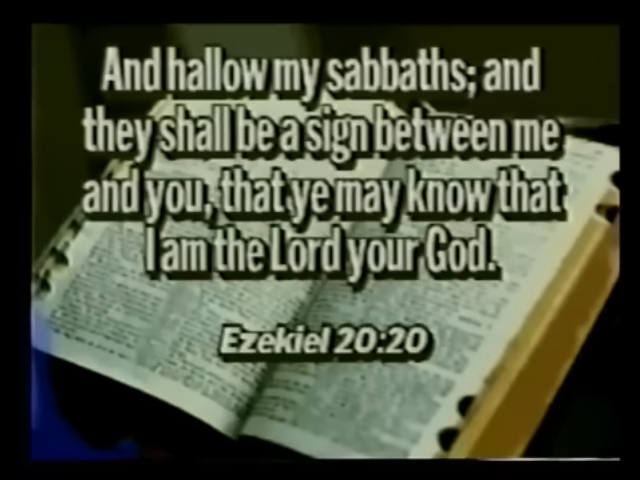 And hallow my sabbaths; and
they shall be a sign between me
and you, that ye may know that
I am the Lord your God.
Ezekiel 20:20